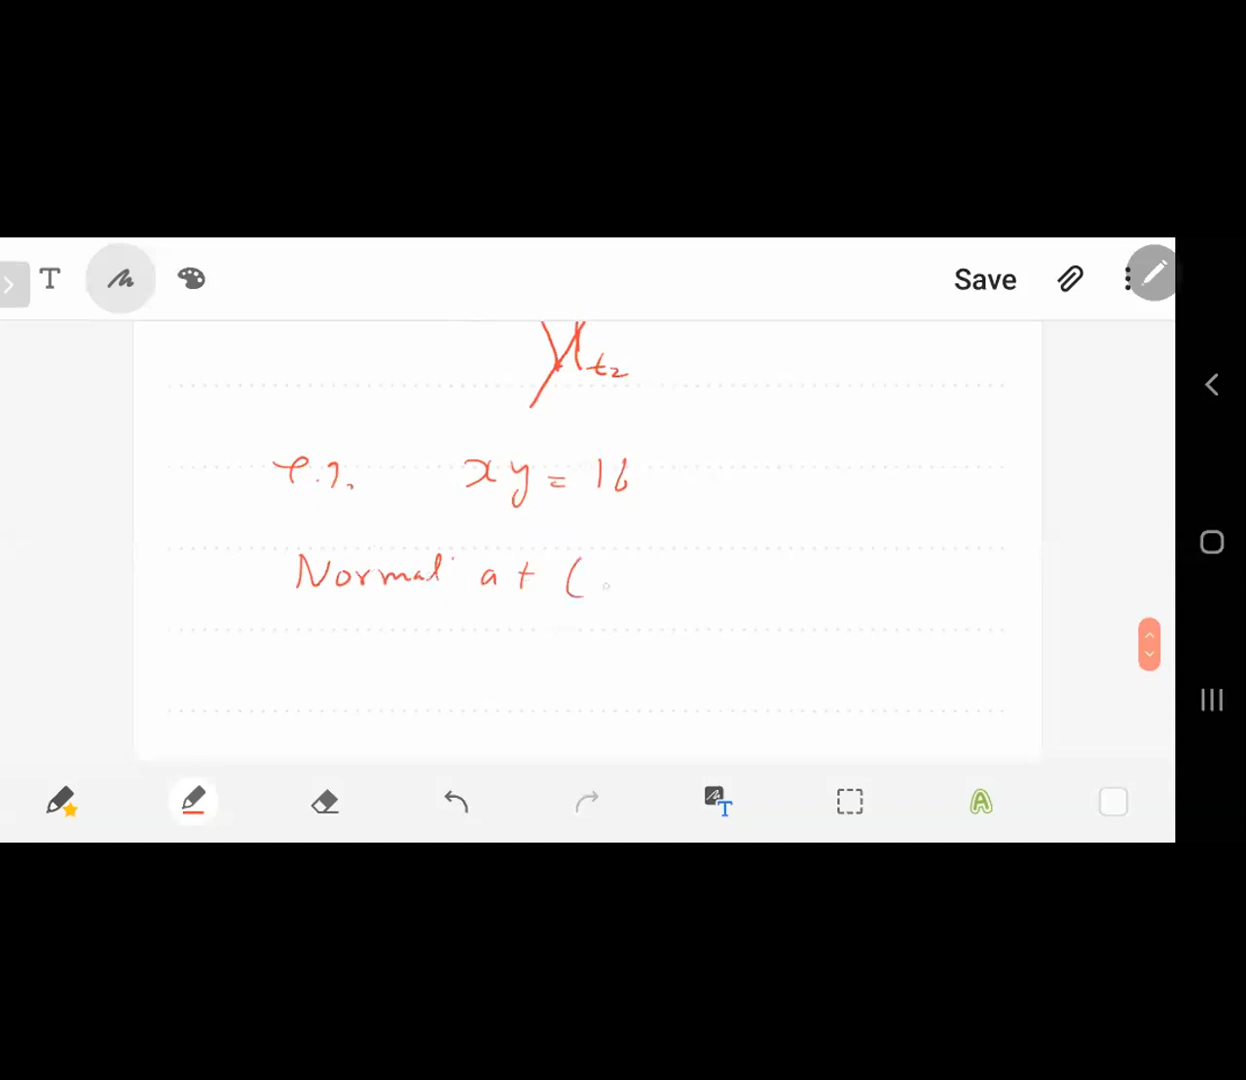 T Save
t₂
e.g. xy = 16
Normal at (
T A